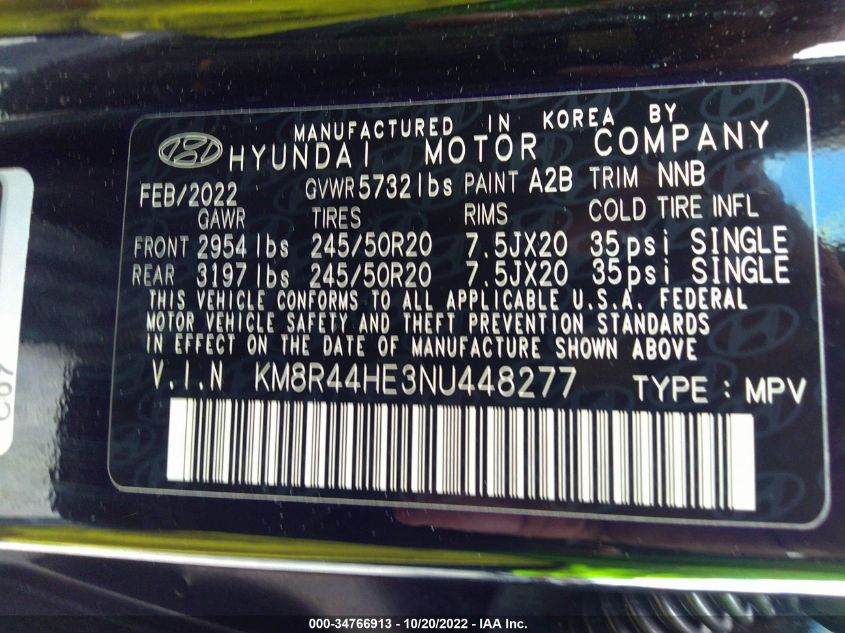 MANUFACTURED IN KOREA BY
HYUNDAI MOTOR COMPANY
FEB/2022 GVWR 5732 lbs PAINT A2B TRIM NNB
GAWR TIRES RIMS COLD TIRE INFL
FRONT 2954 lbs 245/50R20 7.5JX20 35psi SINGLE
REAR 3197 lbs 245/50R20 7.5JX20 35psi SINGLE
THIS VEHICLE CONFORMS TO ALL APPLICABLE U.S.A. FEDERAL
MOTOR VEHICLE SAFETY AND THEFT PREVENTION STANDARDS
IN EFFECT ON THE DATE OF MANUFACTURE SHOWN ABOVE
V.I.N KM8R44HE3NU448277 TYPE : MPV
000-34766913 - 10/20/2022 - IAA Inc.